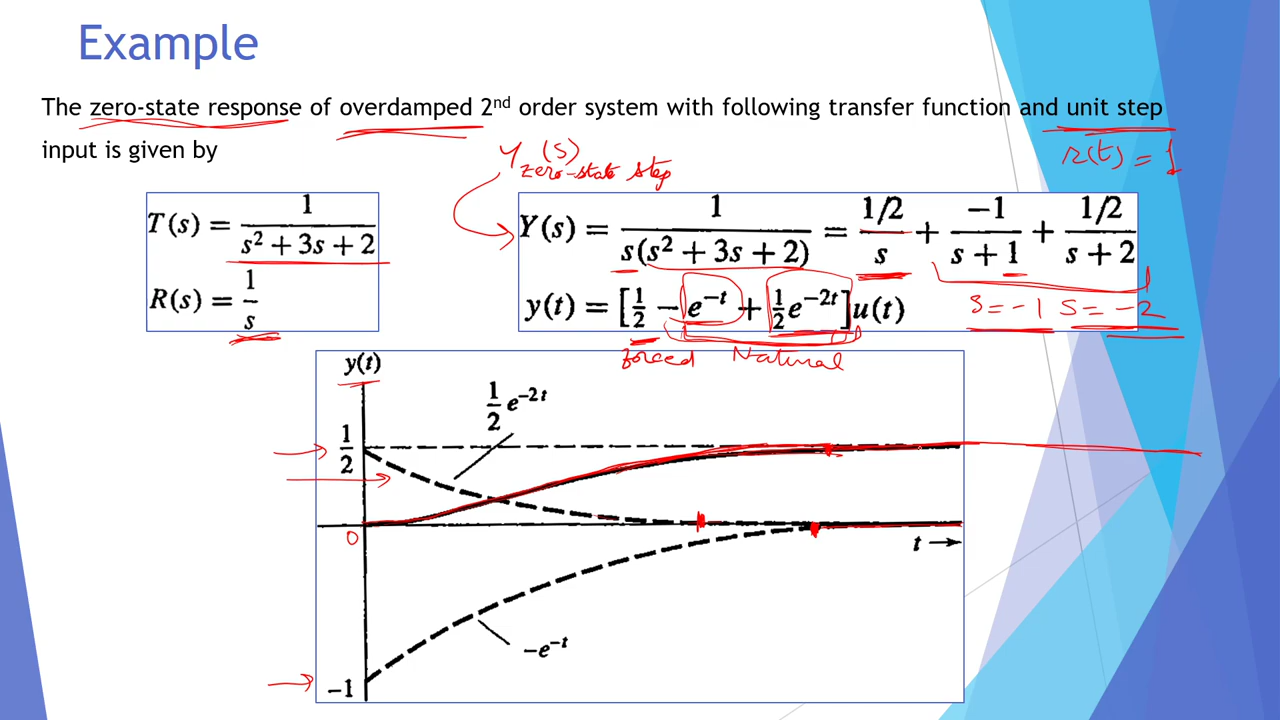 Example
The zero-state response of overdamped 2nd order system with following transfer function and unit step
input is given by
r(t) = 1
Y(s)
zero-state step
T(s) = 1 / (s² + 3s + 2)
R(s) = 1 / s
Y(s) = 1 / (s(s² + 3s + 2)) = (1/2) / s + (-1) / (s + 1) + (1/2) / (s + 2)
y(t) = [1/2 − e^{-t} + 1/2 e^{-2t}]u(t)
s = -1 s = -2
forced Natural
y(t)
1/2 e^{-2t}
1/2
0
t →
−e^{-t}
−1